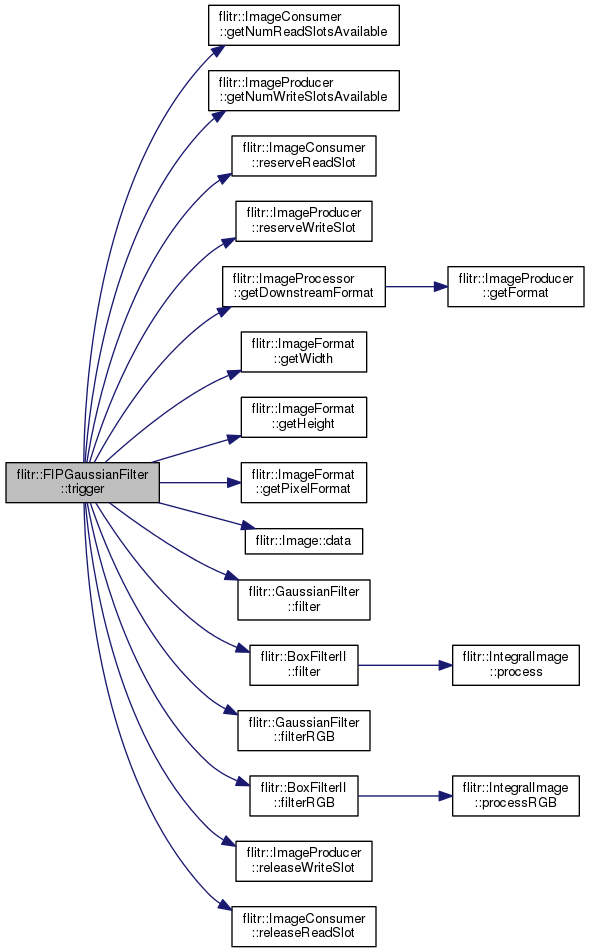 flitr::ImageConsumer
::getNumReadSlotsAvailable
flitr::ImageProducer
::getNumWriteSlotsAvailable
flitr::ImageConsumer
::reserveReadSlot
flitr::ImageProducer
::reserveWriteSlot
flitr::ImageProcessor
::getDownstreamFormat
flitr::ImageProducer
::getFormat
flitr::ImageFormat
::getWidth
flitr::ImageFormat
::getHeight
flitr::FIPGaussianFilter
::trigger
flitr::ImageFormat
::getPixelFormat
flitr::Image::data
flitr::GaussianFilter
::filter
flitr::BoxFilterII
::filter
flitr::IntegralImage
::process
flitr::GaussianFilter
::filterRGB
flitr::BoxFilterII
::filterRGB
flitr::IntegralImage
::processRGB
flitr::ImageProducer
::releaseWriteSlot
flitr::ImageConsumer
::releaseReadSlot